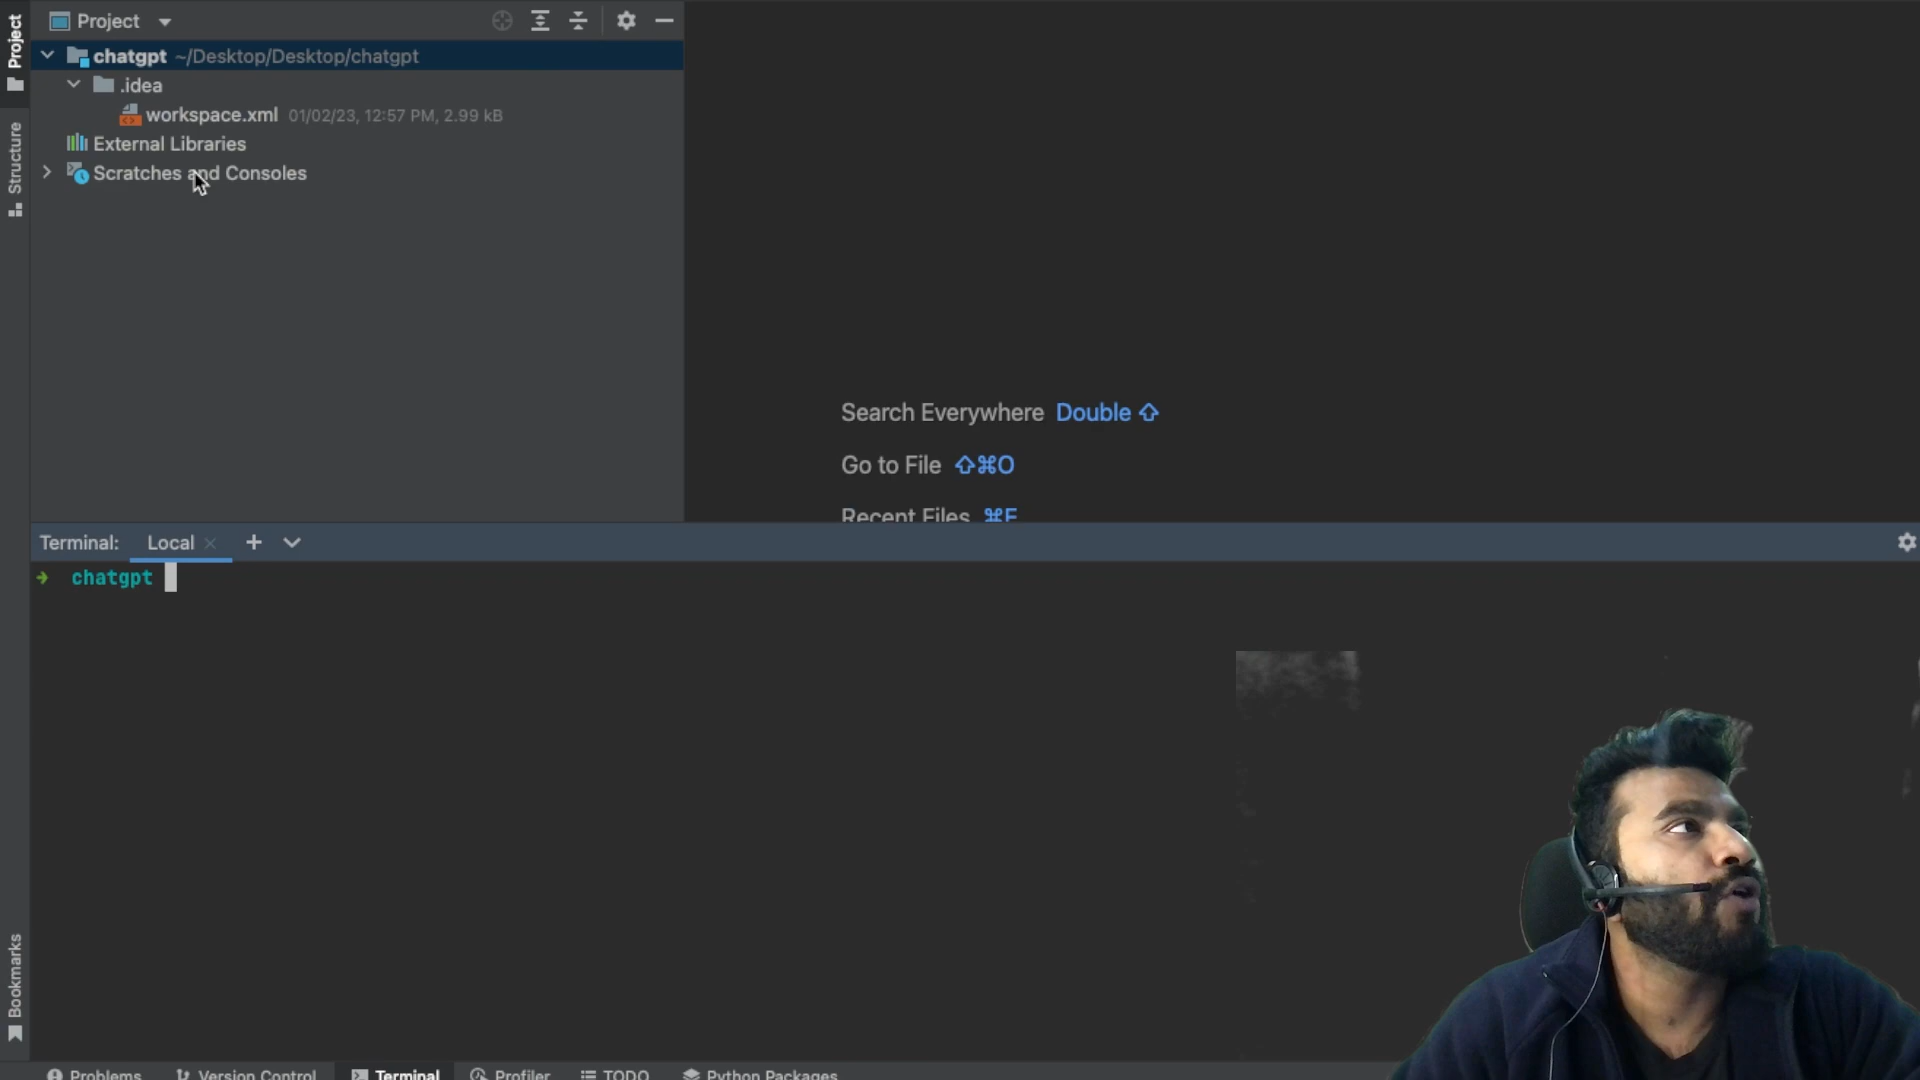 Project
chatgpt ~/Desktop/Desktop/chatgpt
.idea
workspace.xml 01/02/23, 12:57 PM, 2.99 kB
External Libraries
Scratches and Consoles
Project
Structure
Bookmarks
Search Everywhere Double ⇧
Go to File ⇧⌘O
Recent Files ⌘E
Terminal: Local × +
→ chatgpt
Problems Version Control Terminal Profiler TODO Python Packages